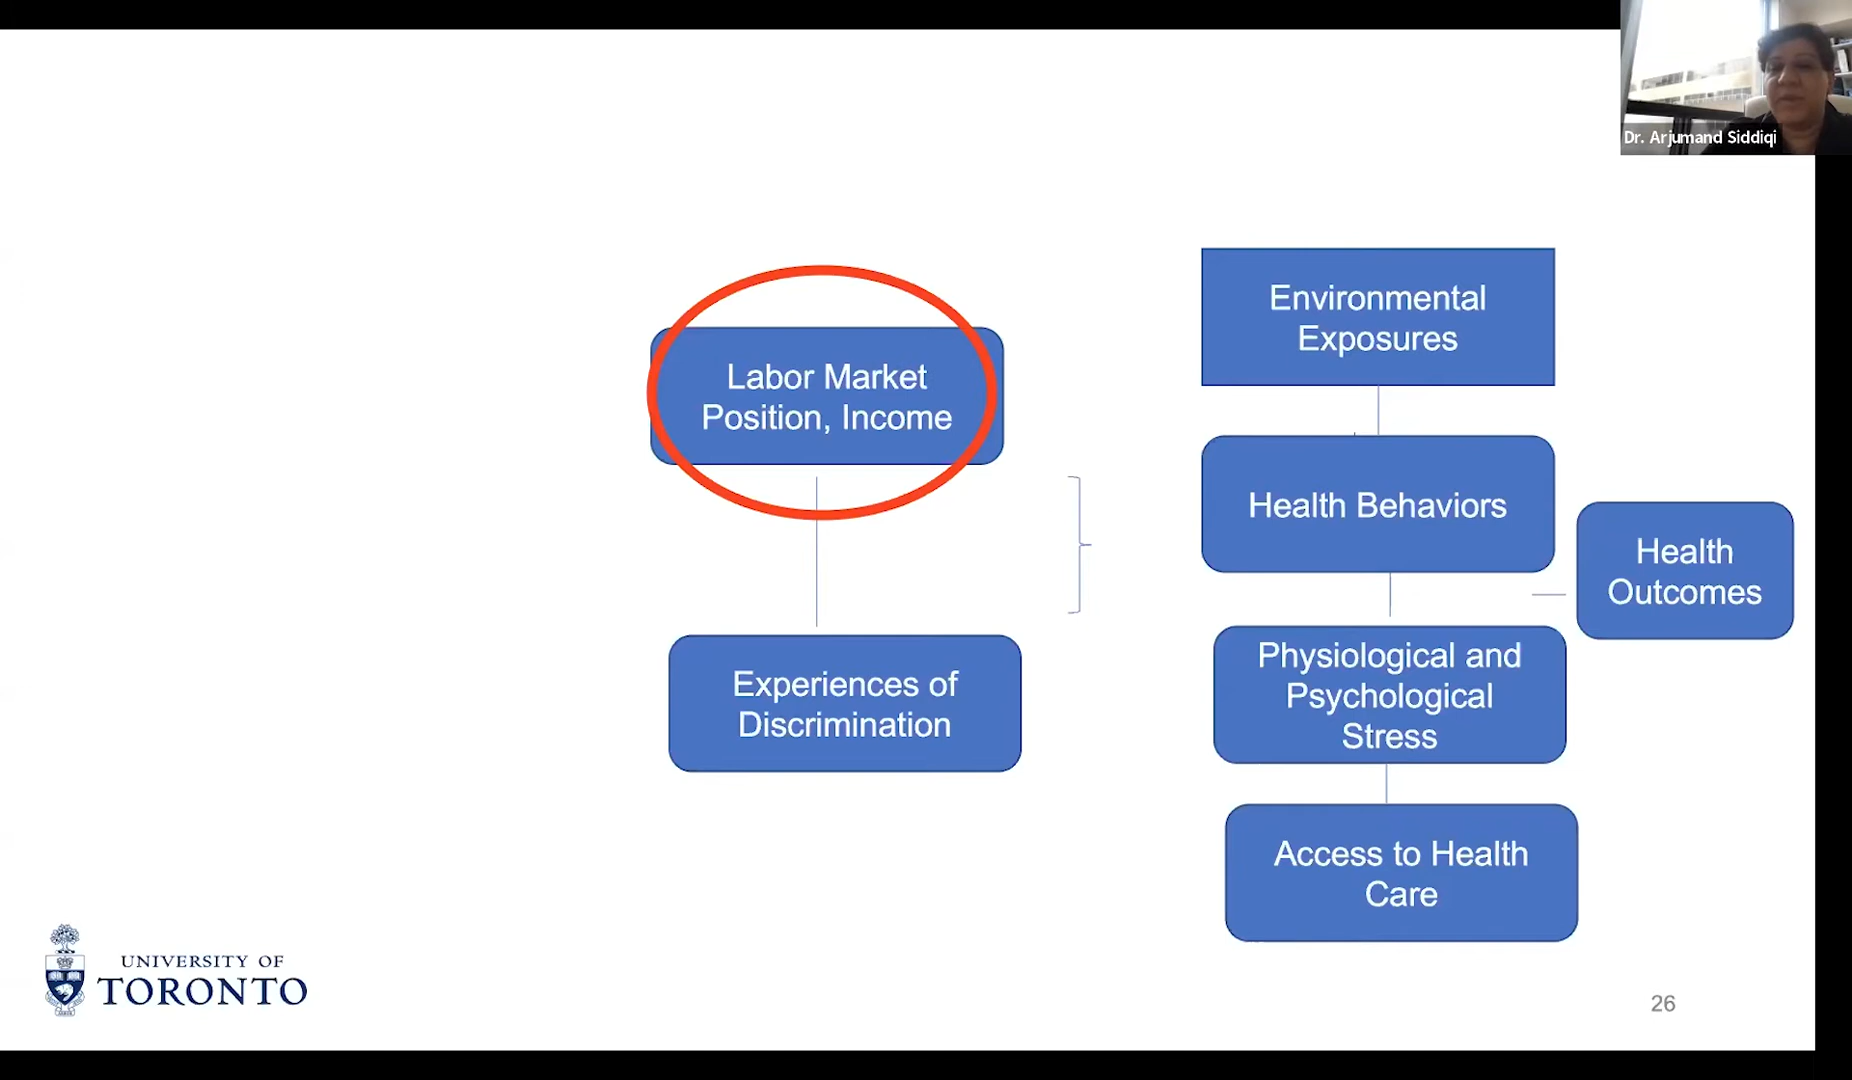 Dr. Arjumand Siddiqi
Labor Market
Position, Income
Experiences of
Discrimination
Environmental
Exposures
Health Behaviors
Physiological and
Psychological
Stress
Access to Health
Care
Health
Outcomes
UNIVERSITY OF
TORONTO
26